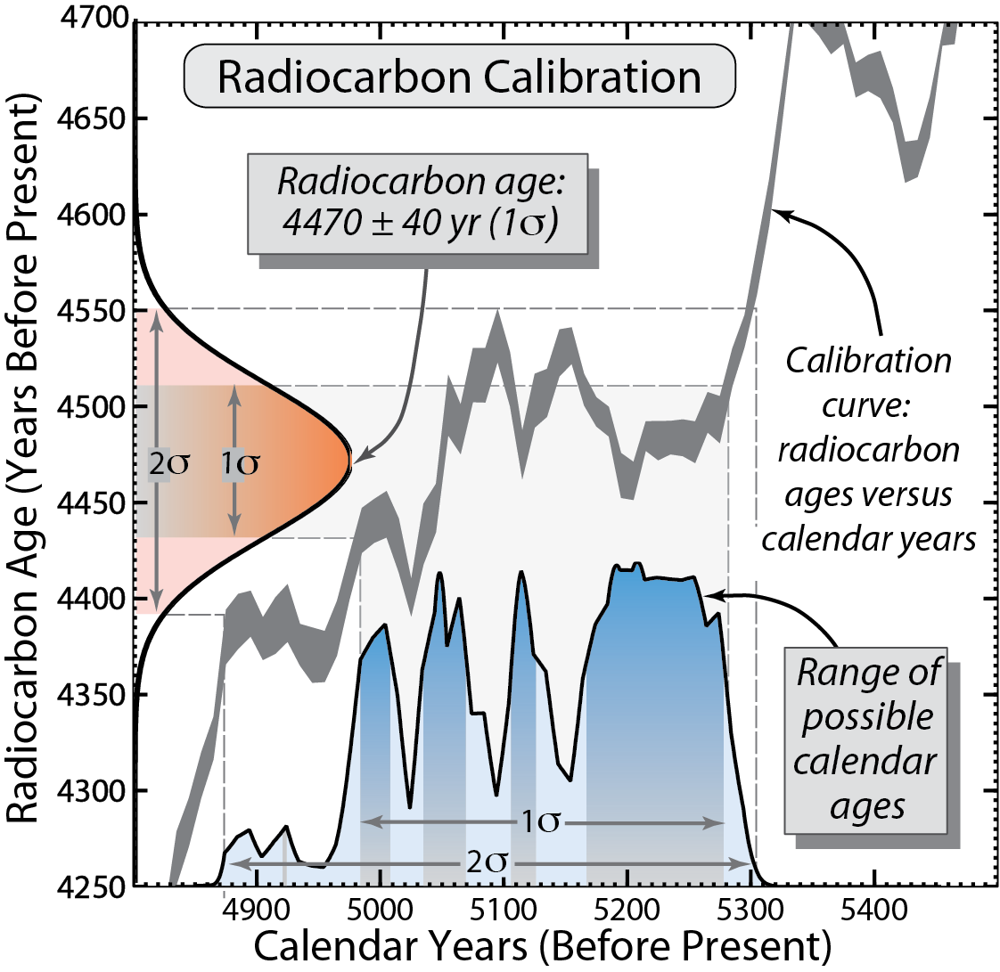 Radiocarbon Calibration
Radiocarbon age:
4470 ± 40 yr (1σ)
Calibration
curve:
radiocarbon
ages versus
calendar years
Range of
possible
calendar
ages
2σ
1σ
1σ
2σ
Radiocarbon Age (Years Before Present)
4700
4650
4600
4550
4500
4450
4400
4350
4300
4250
4900 5000 5100 5200 5300 5400
Calendar Years (Before Present)